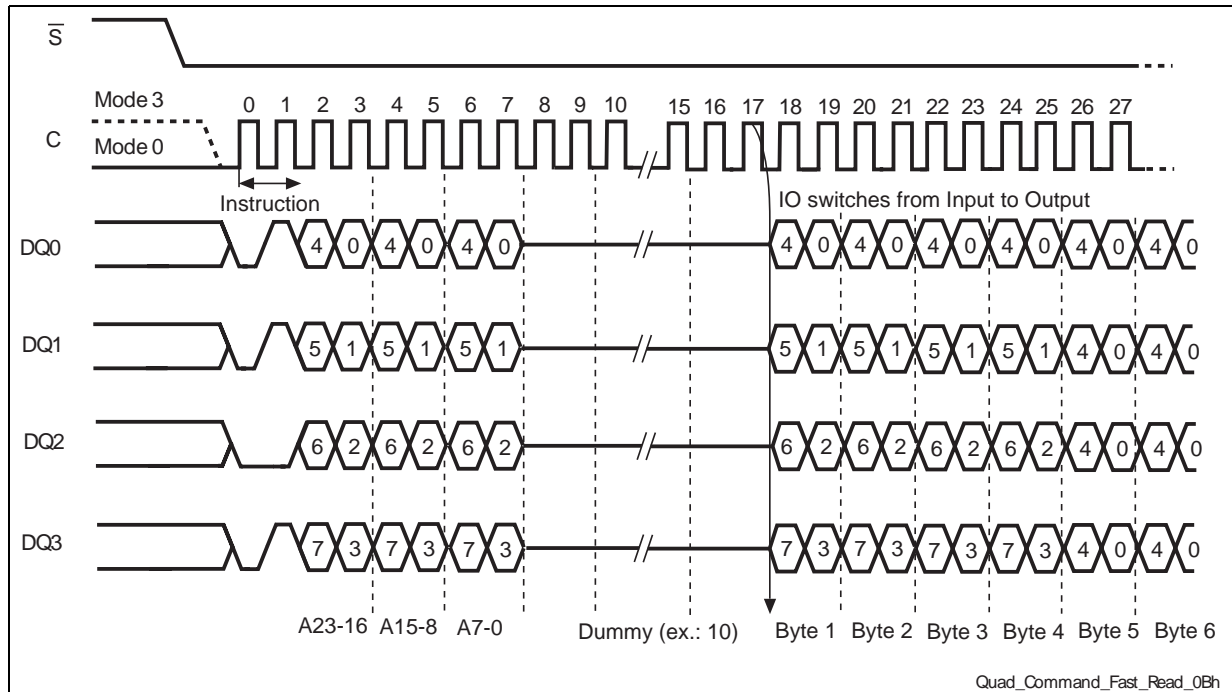 S
Mode 3
0 1 2 3 4 5 6 7 8 9 10 15 16 17 18 19 20 21 22 23 24 25 26 27
C
Mode 0
Instruction
IO switches from Input to Output
DQ0 4 0 4 0 4 0 4 0 4 0 4 0 4 0 4 0 4 0
DQ1 5 1 5 1 5 1 5 1 5 1 5 1 5 1 4 0 4 0
DQ2 6 2 6 2 6 2 6 2 6 2 6 2 6 2 4 0 4 0
DQ3 7 3 7 3 7 3 7 3 7 3 7 3 7 3 4 0 4 0
A23-16 A15-8 A7-0 Dummy (ex.: 10) Byte 1 Byte 2 Byte 3 Byte 4 Byte 5 Byte 6
Quad_Command_Fast_Read_0Bh